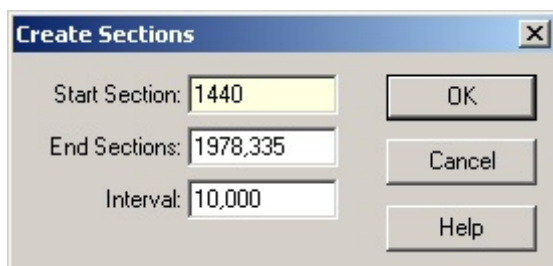 Create Sections
Start Section: 1440 OK
End Sections: 1978,335 Cancel
Interval: 10,000
Help